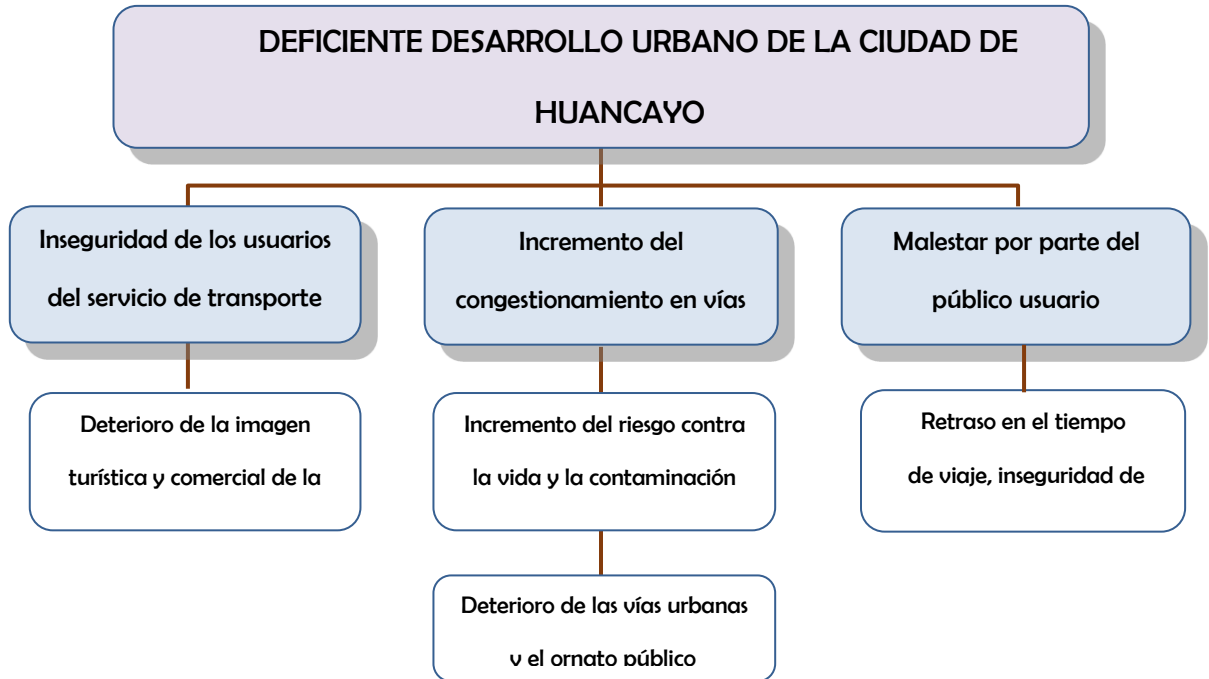 DEFICIENTE DESARROLLO URBANO DE LA CIUDAD DE
HUANCAYO
Inseguridad de los usuarios
del servicio de transporte
Incremento del
congestionamiento en vías
Malestar por parte del
público usuario
Deterioro de la imagen
turística y comercial de la
Incremento del riesgo contra
la vida y la contaminación
Retraso en el tiempo
de viaje, inseguridad de
Deterioro de las vías urbanas
y el ornato público